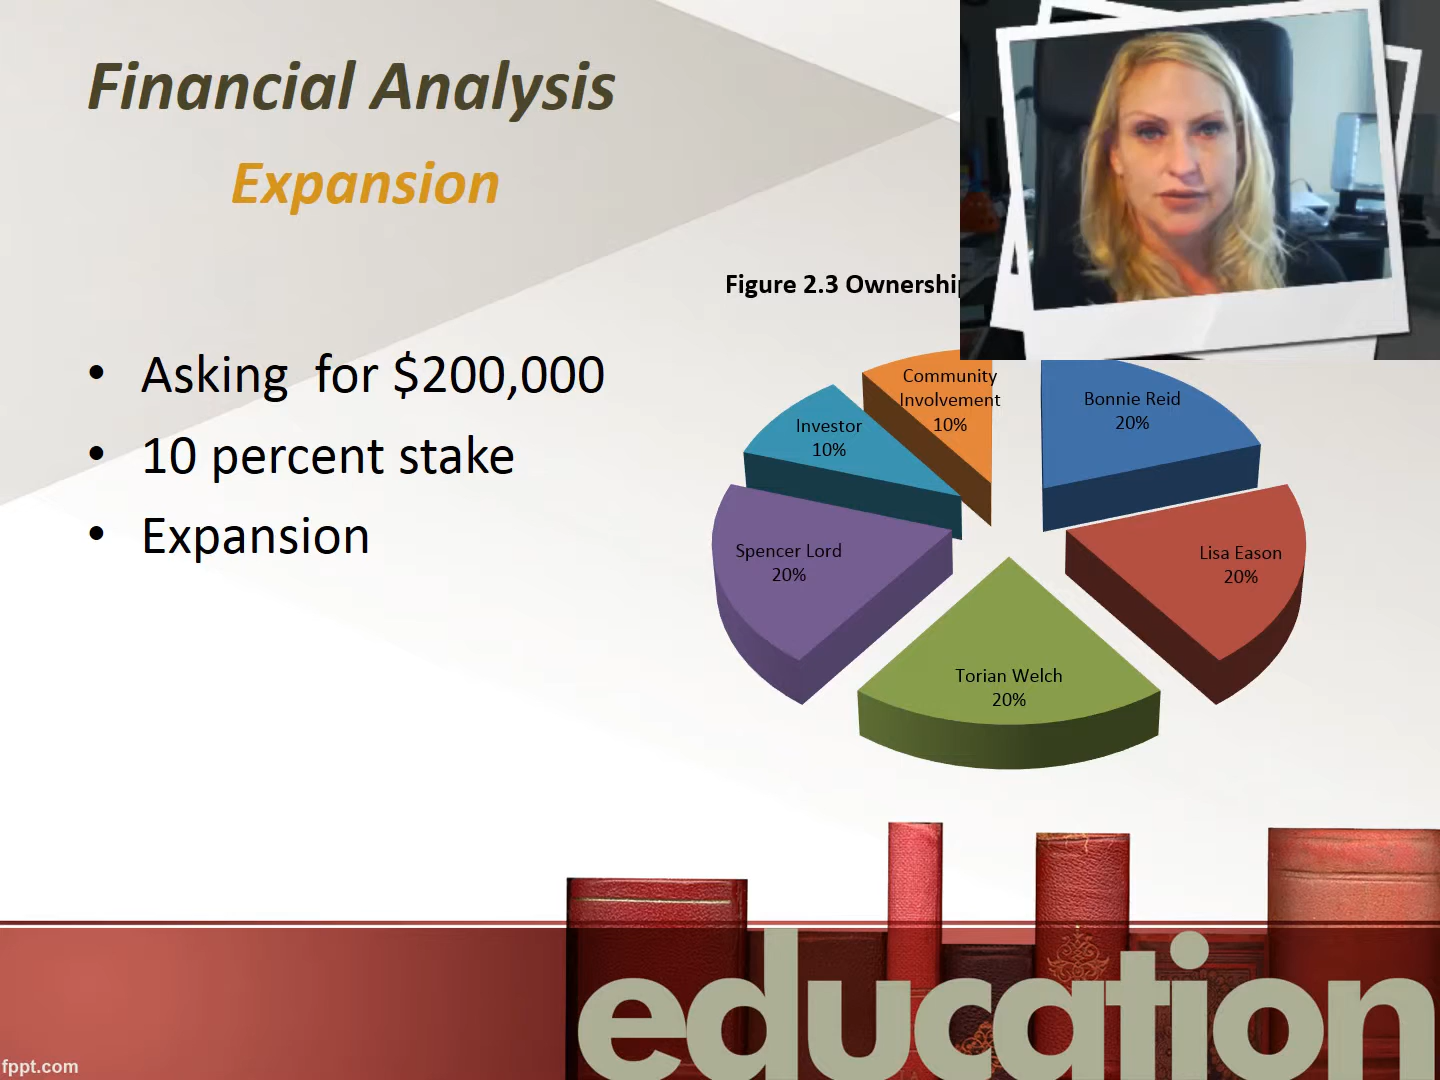 Financial Analysis
Expansion
Figure 2.3 Ownership
• Asking  for $200,000
• 10 percent stake
• Expansion
Community
Involvement
10%
Bonnie Reid
20%
Investor
10%
Spencer Lord
20%
Lisa Eason
20%
Torian Welch
20%
education
fppt.com